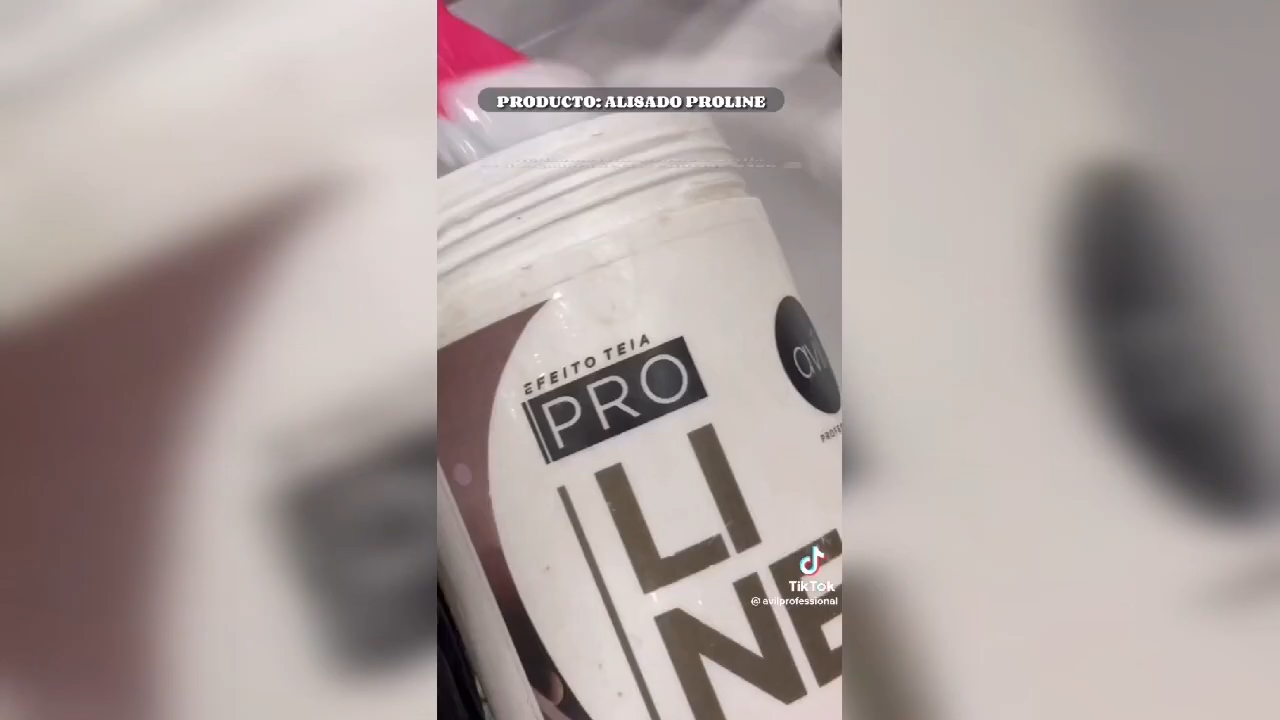 PRODUCTO: ALISADO PROLINE
EFEITO TEIA
PRO
LI
NE
TikTok
@avilprofessional